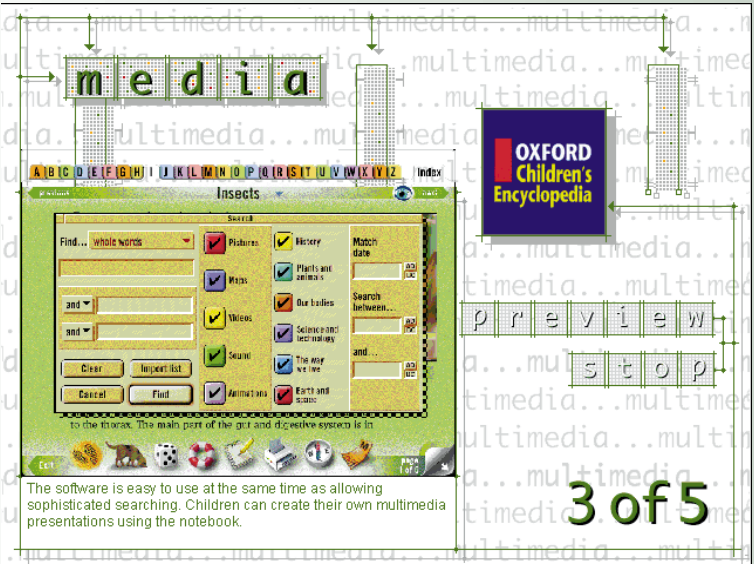 multimedia...multimedia...
media
A B C D E F G H I J K L M N O P Q R S T U V W X Y Z Index
Insects
Search
Find... whole words
and
and
Clear Import list
Cancel Find
Pictures
Maps
Videos
Sound
Animations
History
Plants and animals
Our bodies
Science and technology
The way we live
Earth and space
Match date
Search between...
and...
to the thorax. The main part of the gut and digestive system is in
Exit
page
1 of 6
The software is easy to use at the same time as allowing
sophisticated searching. Children can create their own multimedia
presentations using the notebook.
OXFORD
Children's
Encyclopedia
preview
stop
3 of 5